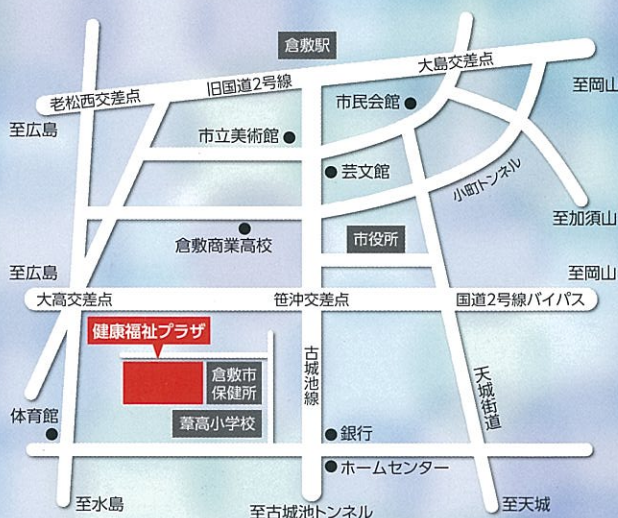 倉敷駅
大島交差点
旧国道2号線
老松西交差点
至岡山
市民会館
至広島
市立美術館
芸文館
小町トンネル
至加須山
倉敷商業高校
市役所
至広島
至岡山
大高交差点
笹沖交差点
国道2号線バイパス
健康福祉プラザ
倉敷市
保健所
古城池線
天城街道
体育館
葦高小学校
銀行
ホームセンター
至水島
至古城池トンネル
至天城